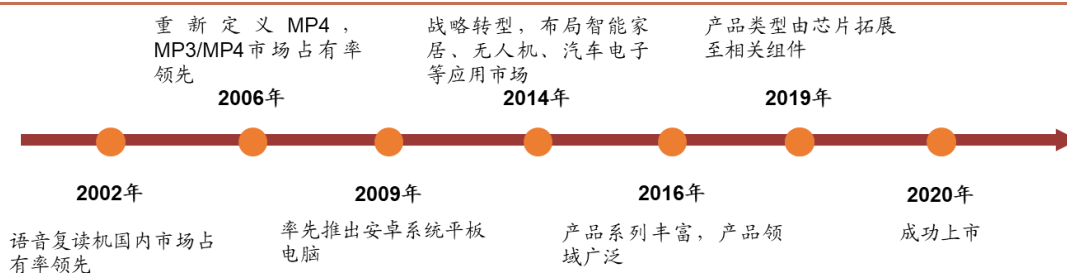 重新定义MP4，
MP3/MP4市场占有率
领先
2006年
战略转型，布局智能家
居、无人机、汽车电子
等应用市场
2014年
产品类型由芯片拓展
至相关组件
2019年
2002年
语音复读机国内市场占
有率领先
2009年
率先推出安卓系统平板
电脑
2016年
产品系列丰富，产品领
域广泛
2020年
成功上市